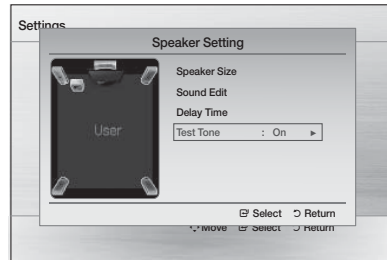 Settings
Speaker Setting
Speaker Size
Sound Edit
Delay Time
User
Test Tone : On ►
Select Return
Move Select Return